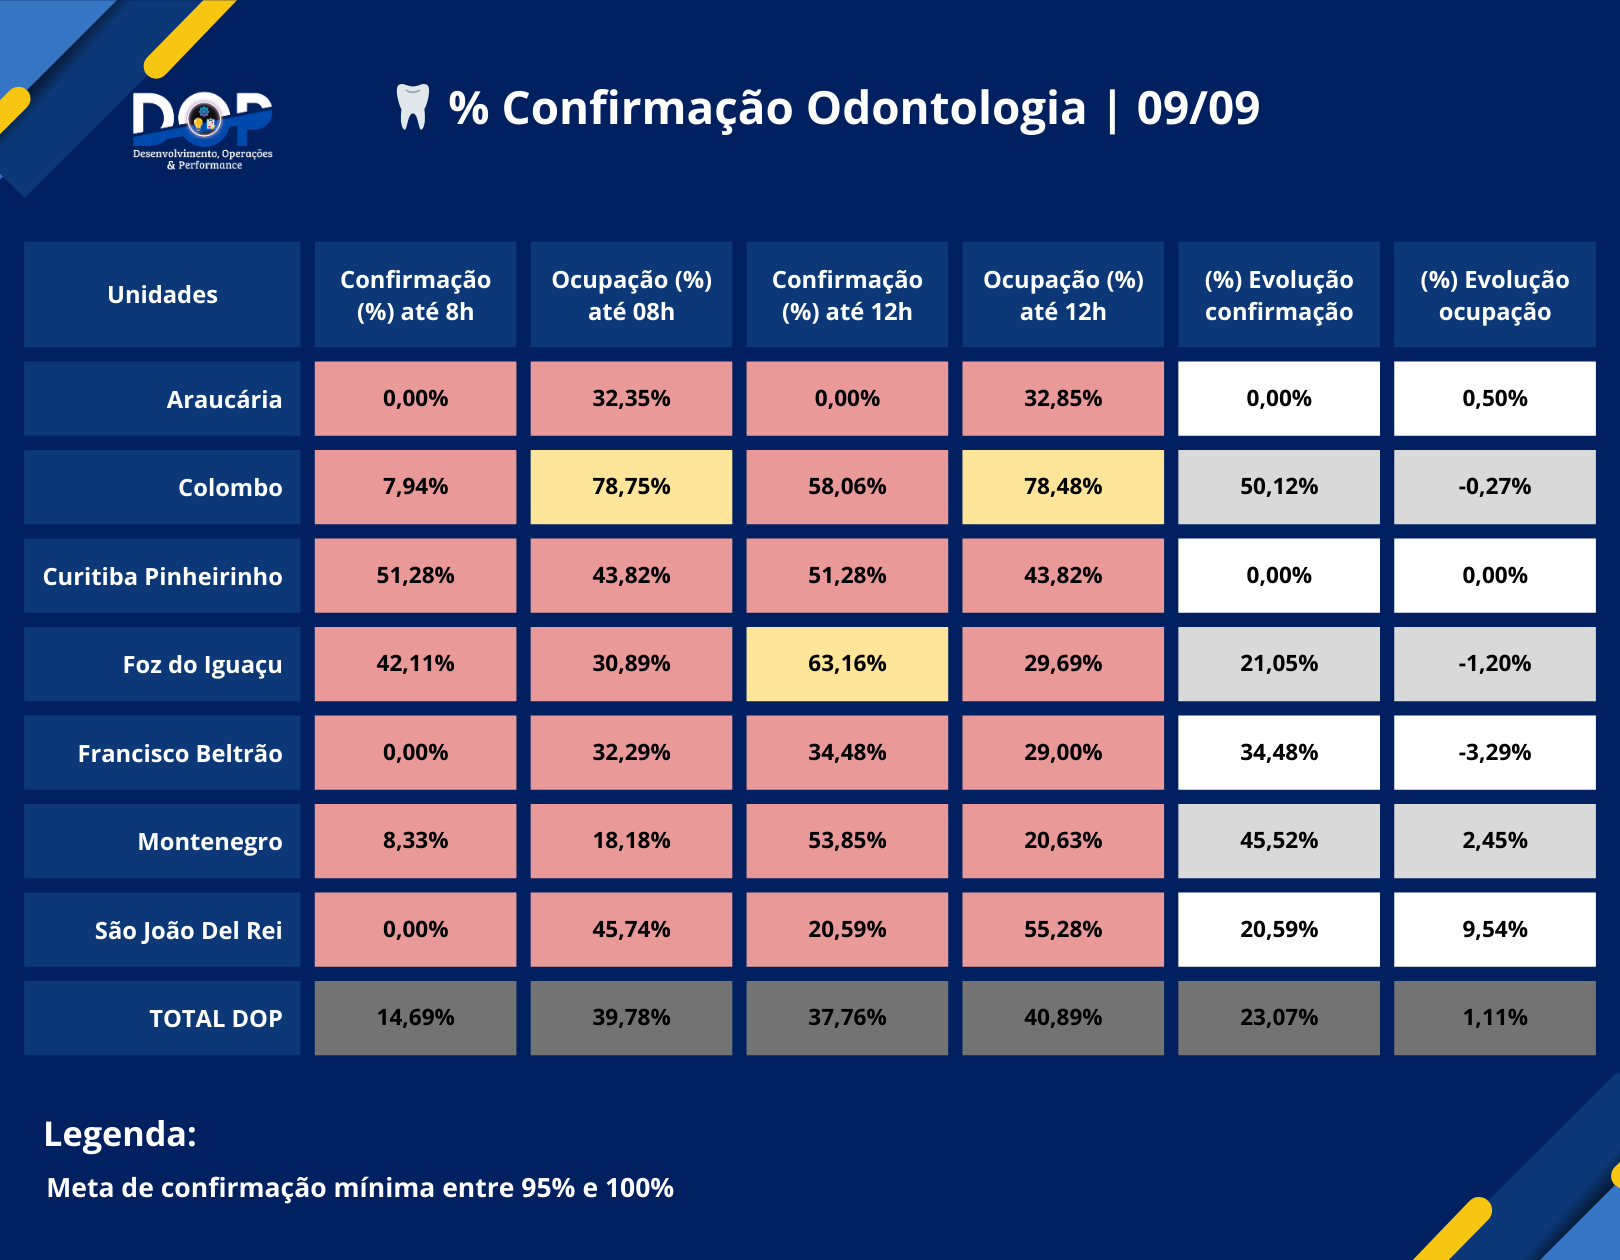 DOP
Desenvolvimento, Operações
& Performance
% Confirmação Odontologia | 09/09
Unidades
Confirmação
(%) até 8h
Ocupação (%)
até 08h
Confirmação
(%) até 12h
Ocupação (%)
até 12h
(%) Evolução
confirmação
(%) Evolução
ocupação
Araucária 0,00% 32,35% 0,00% 32,85% 0,00% 0,50%
Colombo 7,94% 78,75% 58,06% 78,48% 50,12% -0,27%
Curitiba Pinheirinho 51,28% 43,82% 51,28% 43,82% 0,00% 0,00%
Foz do Iguaçu 42,11% 30,89% 63,16% 29,69% 21,05% -1,20%
Francisco Beltrão 0,00% 32,29% 34,48% 29,00% 34,48% -3,29%
Montenegro 8,33% 18,18% 53,85% 20,63% 45,52% 2,45%
São João Del Rei 0,00% 45,74% 20,59% 55,28% 20,59% 9,54%
TOTAL DOP 14,69% 39,78% 37,76% 40,89% 23,07% 1,11%
Legenda:
Meta de confirmação mínima entre 95% e 100%